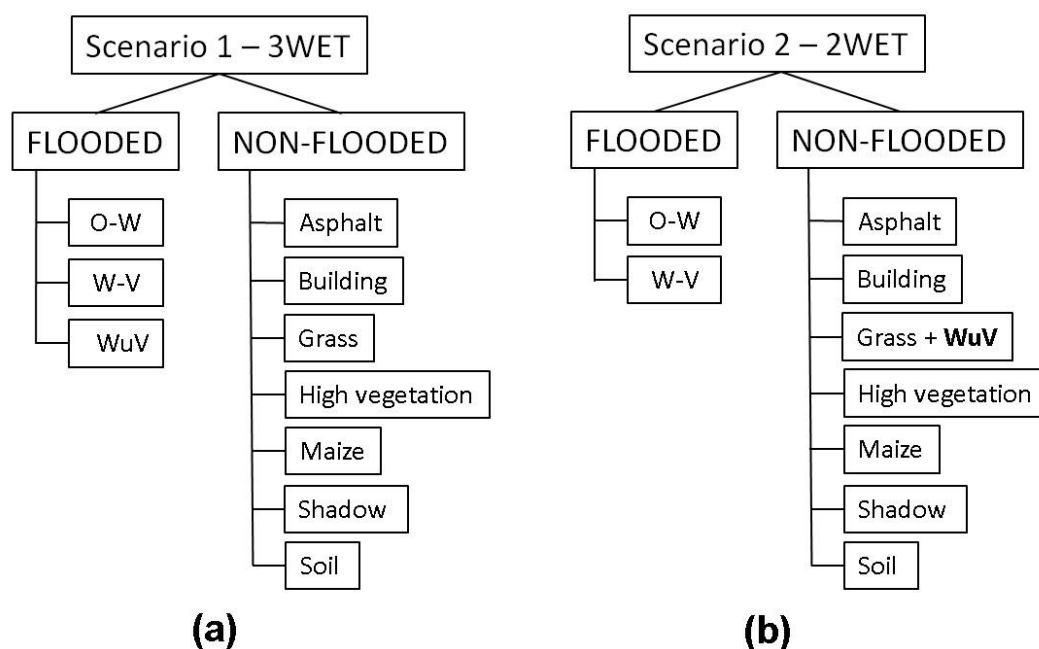 Scenario 1 – 3WET
FLOODED
NON-FLOODED
O-W
W-V
WuV
Asphalt
Building
Grass
High vegetation
Maize
Shadow
Soil
(a)
Scenario 2 – 2WET
FLOODED
NON-FLOODED
O-W
W-V
Asphalt
Building
Grass + WuV
High vegetation
Maize
Shadow
Soil
(b)